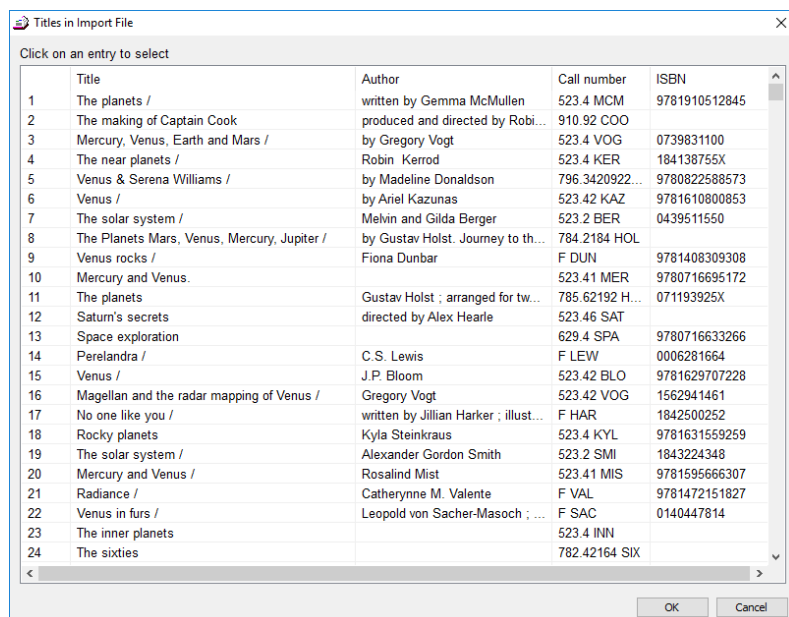 Titles in Import File
Click on an entry to select
Title Author Call number ISBN
1 The planets / written by Gemma McMullen 523.4 MCM 9781910512845
2 The making of Captain Cook produced and directed by Robi... 910.92 COO
3 Mercury, Venus, Earth and Mars / by Gregory Vogt 523.4 VOG 0739831100
4 The near planets / Robin Kerrod 523.4 KER 184138755X
5 Venus & Serena Williams / by Madeline Donaldson 796.3420922... 9780822588573
6 Venus / by Ariel Kazunas 523.42 KAZ 9781610800853
7 The solar system / Melvin and Gilda Berger 523.2 BER 0439511550
8 The Planets Mars, Venus, Mercury, Jupiter / by Gustav Holst. Journey to th... 784.2184 HOL
9 Venus rocks / Fiona Dunbar F DUN 9781408309308
10 Mercury and Venus. 523.41 MER 9780716695172
11 The planets Gustav Holst ; arranged for tw... 785.62192 H... 071193925X
12 Saturn's secrets directed by Alex Hearle 523.46 SAT
13 Space exploration 629.4 SPA 9780716633266
14 Perelandra / C.S. Lewis F LEW 0006281664
15 Venus / J.P. Bloom 523.42 BLO 9781629707228
16 Magellan and the radar mapping of Venus / Gregory Vogt 523.42 VOG 1562941461
17 No one like you / written by Jillian Harker ; illust... F HAR 1842500252
18 Rocky planets Kyla Steinkraus 523.4 KYL 9781631559259
19 The solar system / Alexander Gordon Smith 523.2 SMI 1843224348
20 Mercury and Venus / Rosalind Mist 523.41 MIS 9781595666307
21 Radiance / Catherynne M. Valente F VAL 9781472151827
22 Venus in furs / Leopold von Sacher-Masoch ; ... F SAC 0140447814
23 The inner planets 523.4 INN
24 The sixties 782.42164 SIX
OK Cancel